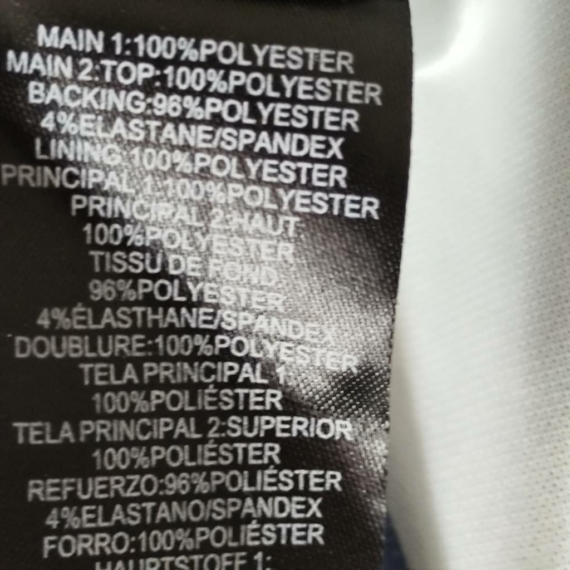 MAIN 1:100%POLYESTER
MAIN 2:TOP:100%POLYESTER
BACKING:96%POLYESTER
4%ELASTANE/SPANDEX
LINING:100%POLYESTER
PRINCIPAL 1:100%POLYESTER
PRINCIPAL 2:HAUT
100%POLYESTER
TISSU DE FOND:
96%POLYESTER
4%ÉLASTHANE/SPANDEX
DOUBLURE:100%POLYESTER
TELA PRINCIPAL 1:
100%POLIÉSTER
TELA PRINCIPAL 2:SUPERIOR
100%POLIÉSTER
REFUERZO:96%POLIÉSTER
4%ELASTANO/SPANDEX
FORRO:100%POLIÉSTER
HAUPTSTOFF 1: